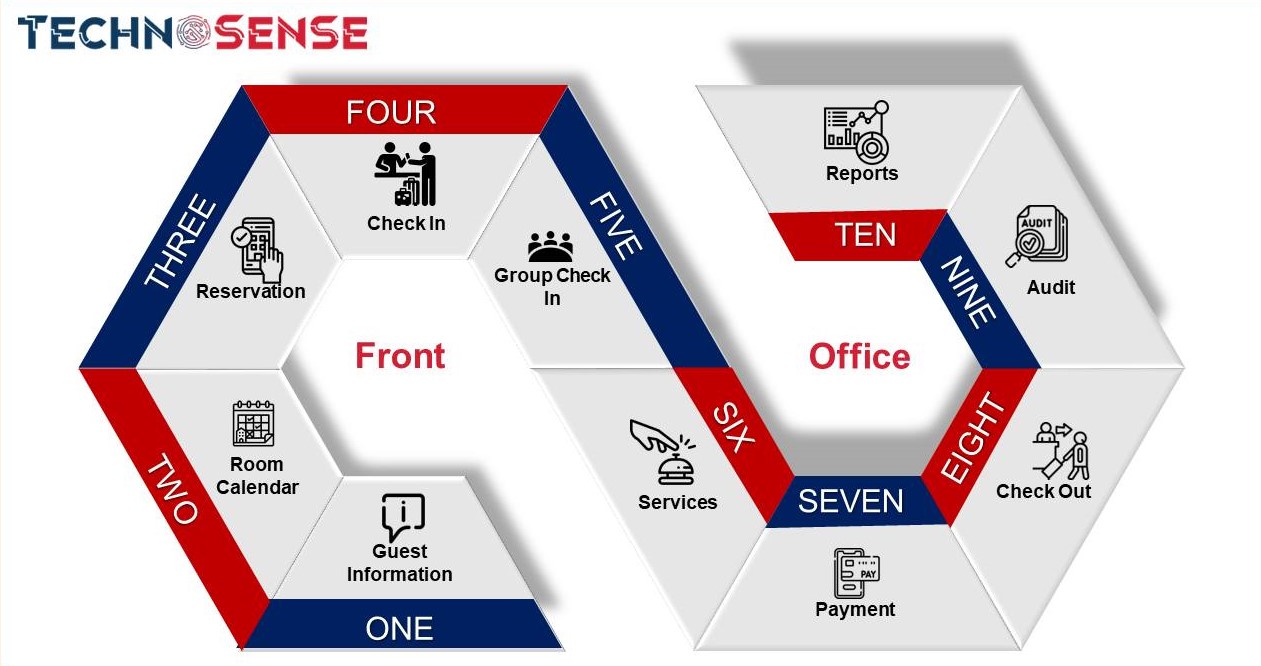 TECHNOSENSE
ONE
Guest
Information
TWO
Room
Calendar
THREE
Reservation
FOUR
Check In
FIVE
Group Check
In
Front
SIX
Services
SEVEN
Payment
PAY
EIGHT
Check Out
NINE
AUDIT
Audit
TEN
Reports
Office